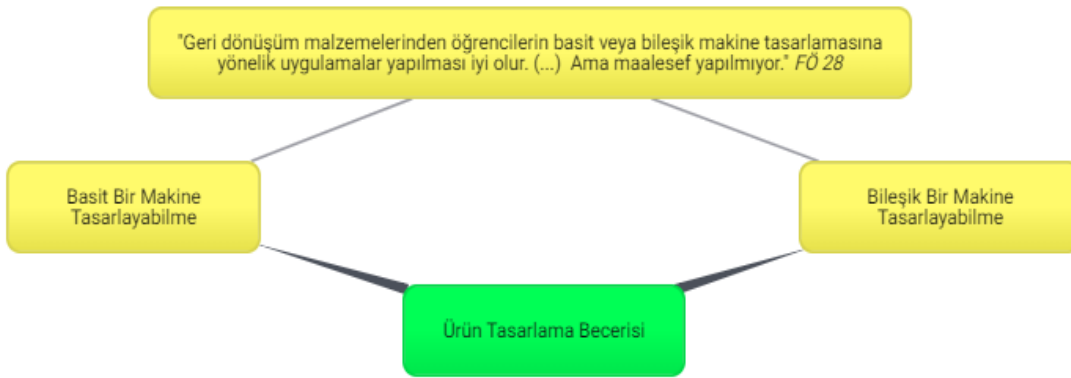 "Geri dönüşüm malzemelerinden öğrencilerin basit veya bileşik makine tasarlamasına
yönelik uygulamalar yapılması iyi olur. (...)  Ama maalesef yapılmıyor." FÖ 28
Basit Bir Makine
Tasarlayabilme
Bileşik Bir Makine
Tasarlayabilme
Ürün Tasarlama Becerisi